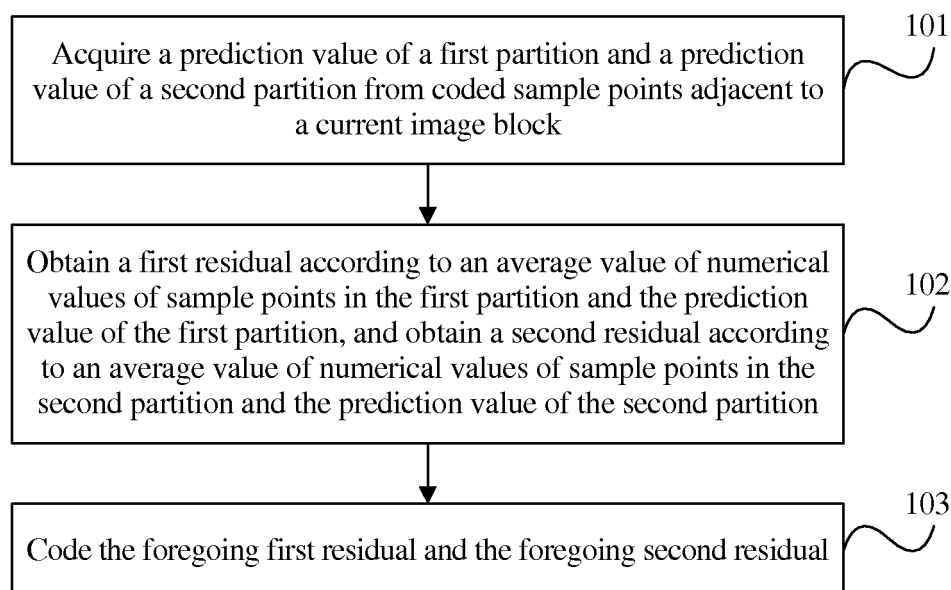 101
Acquire a prediction value of a first partition and a prediction
value of a second partition from coded sample points adjacent to
a current image block
102
Obtain a first residual according to an average value of numerical
values of sample points in the first partition and the prediction
value of the first partition, and obtain a second residual according
to an average value of numerical values of sample points in the
second partition and the prediction value of the second partition
103
Code the foregoing first residual and the foregoing second residual